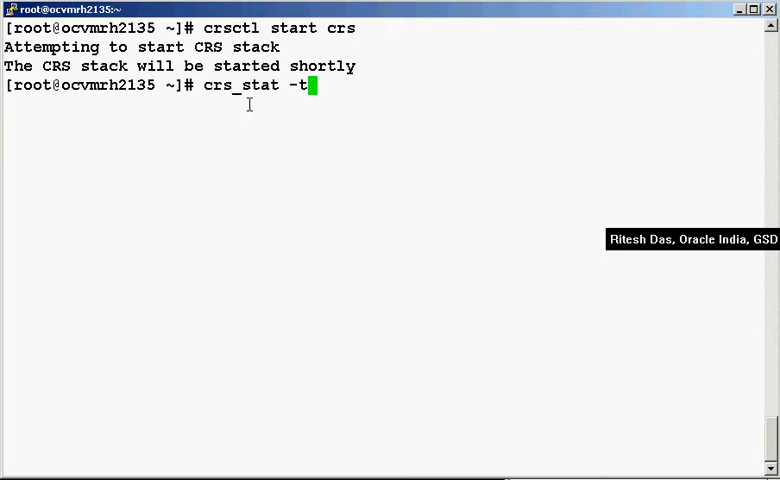 root@ocvmrh2135:~
[root@ocvmrh2135 ~]# crsctl start crs
Attempting to start CRS stack
The CRS stack will be started shortly
[root@ocvmrh2135 ~]# crs_stat -t
Ritesh Das, Oracle India, GSD